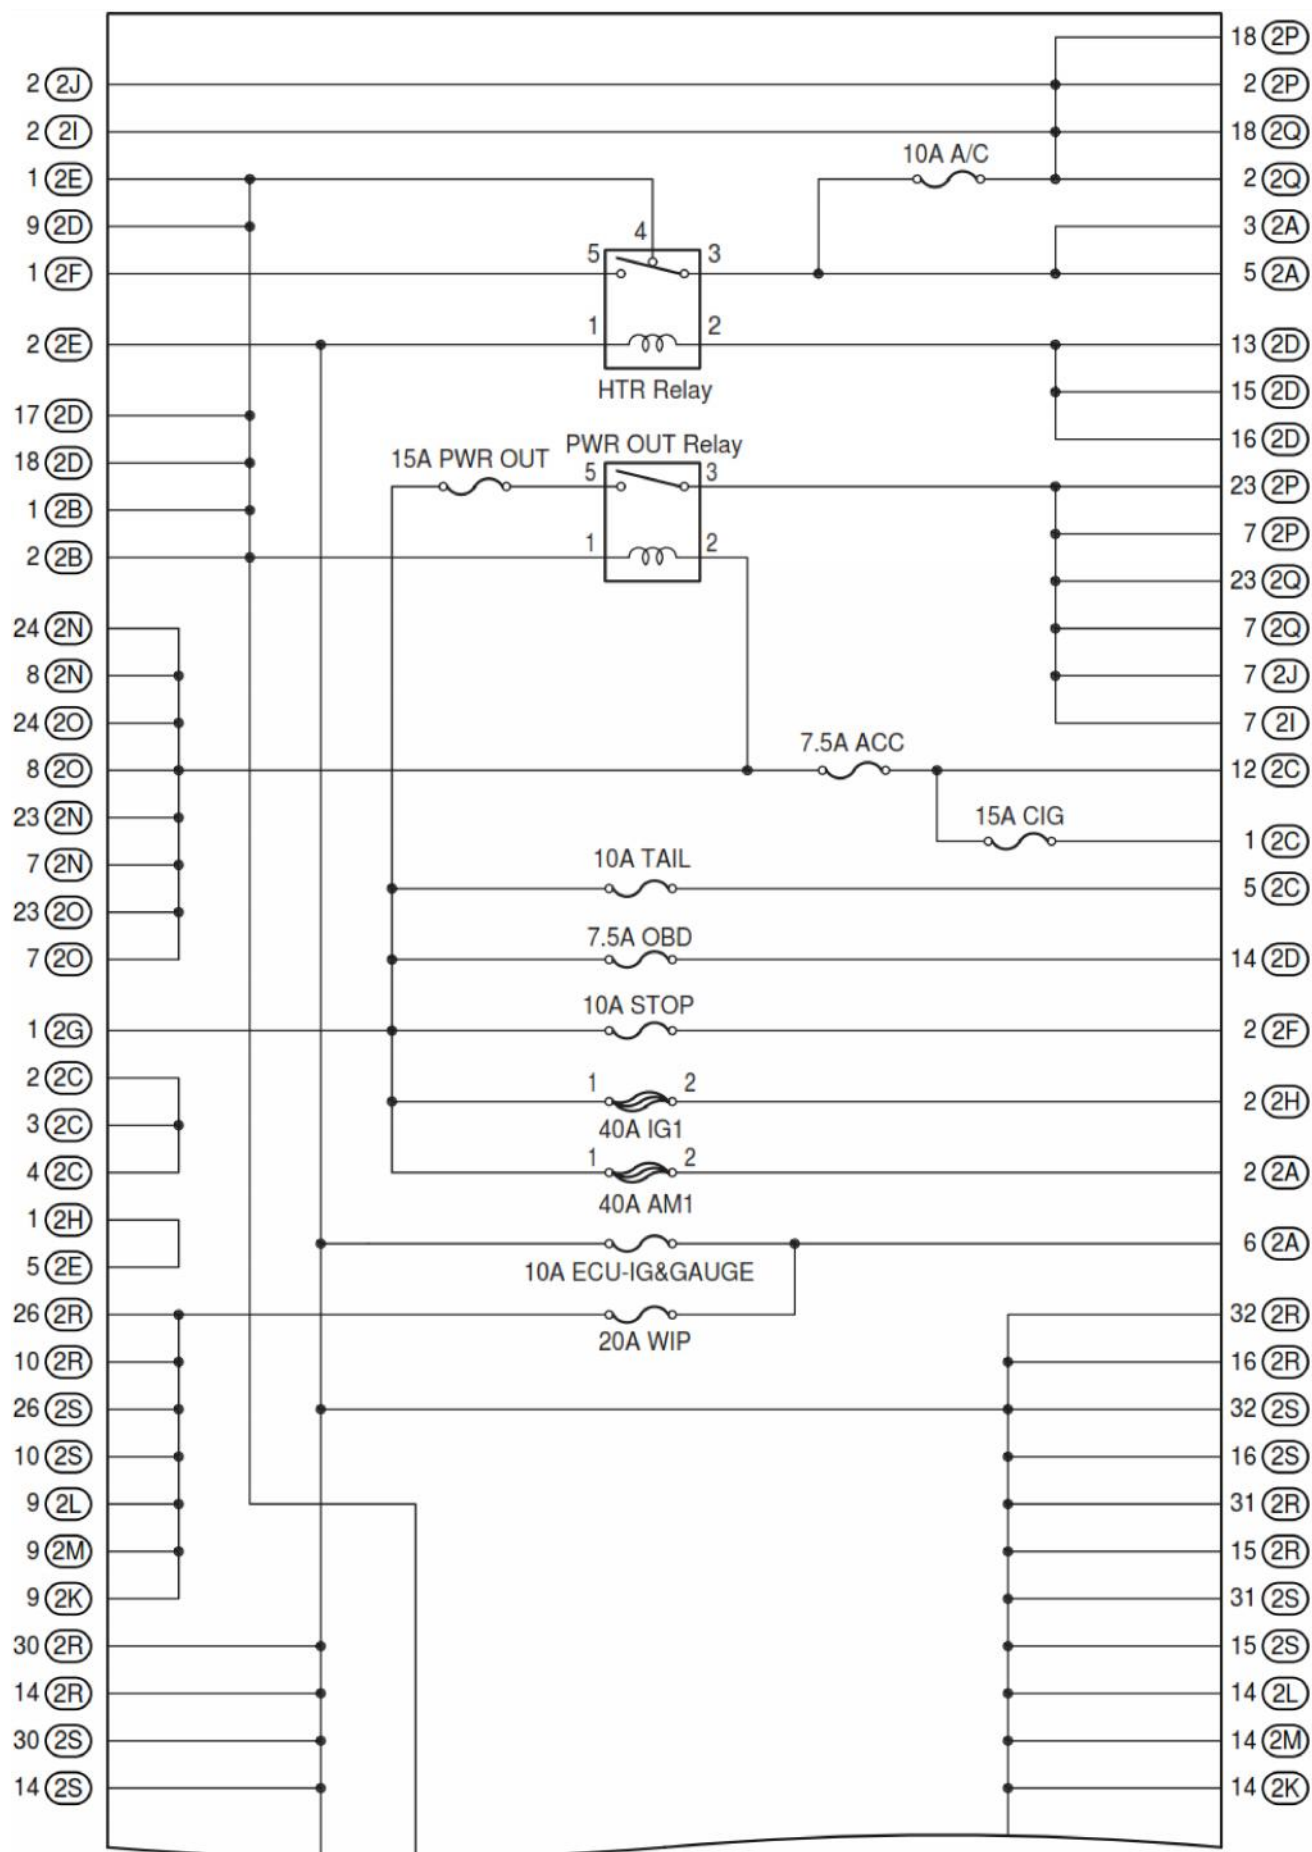 18 2P
2 2J
2 2P
2 2I
18 2Q
10A A/C
1 2E
2 2Q
9 2D
3 2A
4
5
3
1 2F
5 2A
1
2
2 2E
13 2D
HTR Relay
15 2D
17 2D
16 2D
PWR OUT Relay
15A PWR OUT
18 2D
5
3
23 2P
1 2B
7 2P
1
2
2 2B
23 2Q
24 2N
7 2Q
8 2N
7 2J
24 2O
7 2I
7.5A ACC
8 2O
12 2C
23 2N
15A CIG
1 2C
10A TAIL
7 2N
5 2C
23 2O
7.5A OBD
7 2O
14 2D
10A STOP
1 2G
2 2F
2 2C
1
2
2 2H
3 2C
40A IG1
1
2
4 2C
2 2A
40A AM1
1 2H
6 2A
5 2E
10A ECU-IG&GAUGE
26 2R
32 2R
20A WIP
10 2R
16 2R
26 2S
32 2S
10 2S
16 2S
9 2L
31 2R
9 2M
15 2R
9 2K
31 2S
30 2R
15 2S
14 2R
14 2L
30 2S
14 2M
14 2S
14 2K